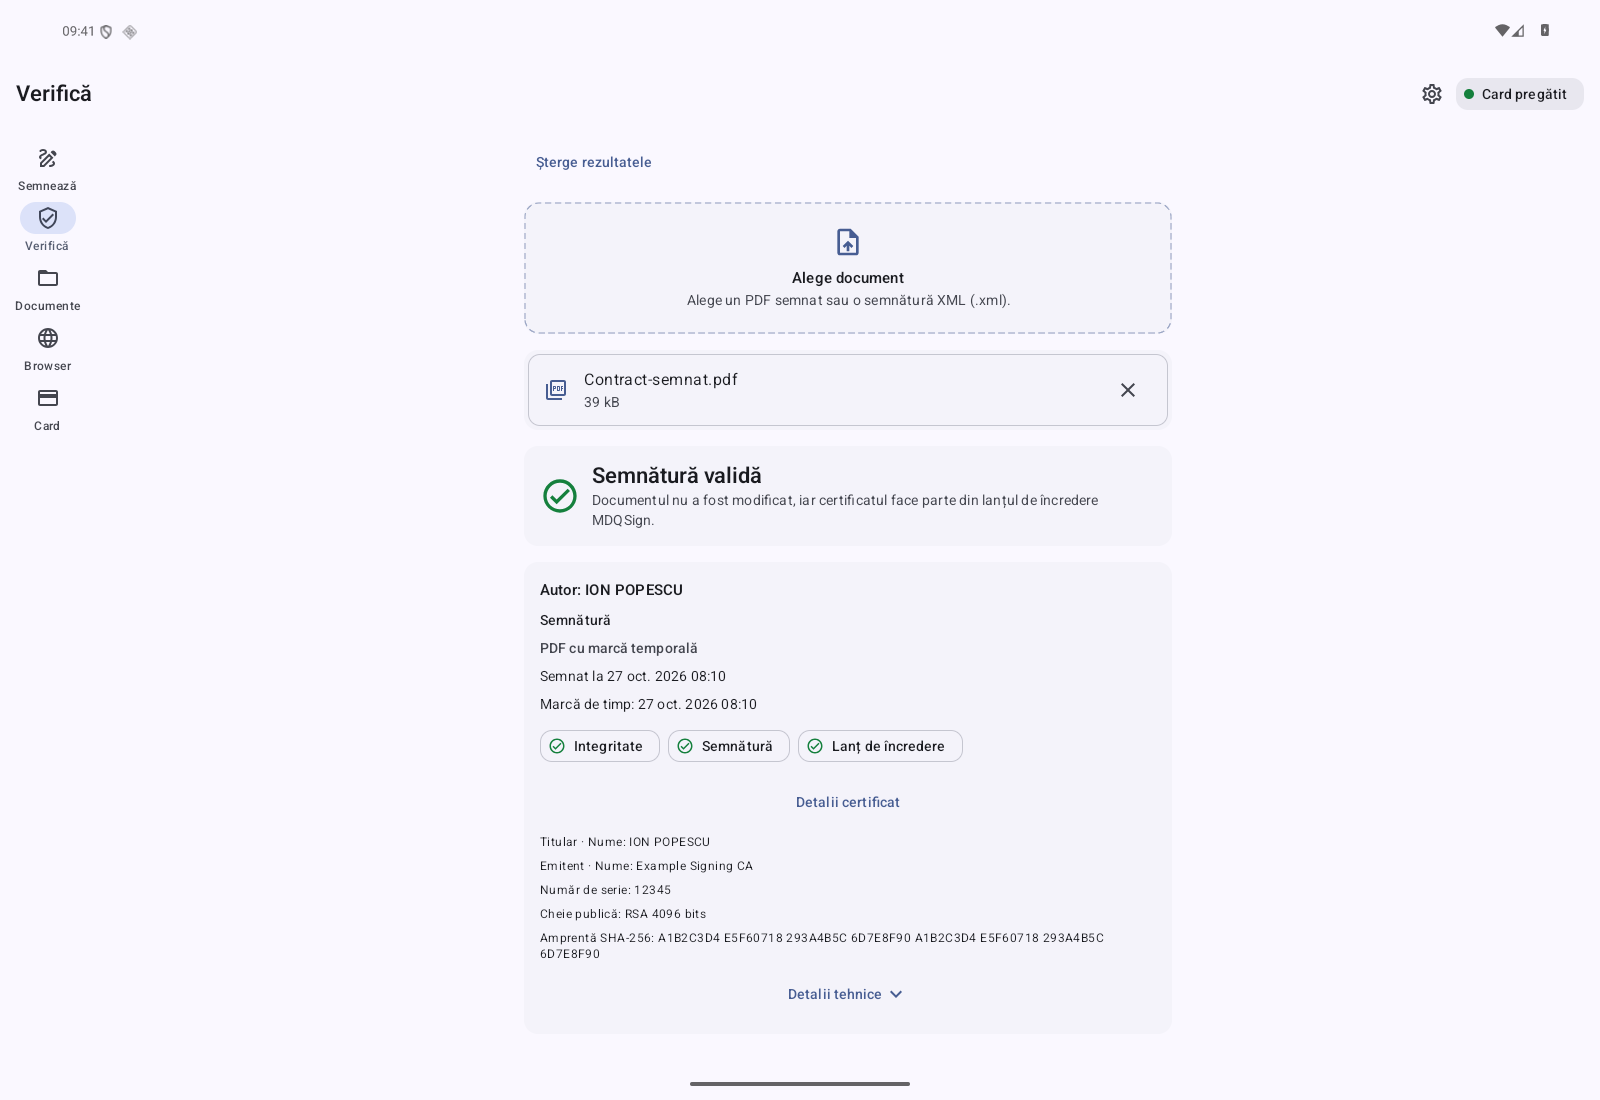 09:41
Verifică
Card pregătit
Semnează
Verifică
Documente
Browser
Card
Șterge rezultatele
Alege document
Alege un PDF semnat sau o semnătură XML (.xml).
Contract-semnat.pdf
39 kB
Semnătură validă
Documentul nu a fost modificat, iar certificatul face parte din lanțul de încredere
MDQSign.
Autor: ION POPESCU
Semnătură
PDF cu marcă temporală
Semnat la 27 oct. 2026 08:10
Marcă de timp: 27 oct. 2026 08:10
Integritate
Semnătură
Lanț de încredere
Detalii certificat
Titular · Nume: ION POPESCU
Emitent · Nume: Example Signing CA
Număr de serie: 12345
Cheie publică: RSA 4096 bits
Amprentă SHA-256: A1B2C3D4 E5F60718 293A4B5C 6D7E8F90 A1B2C3D4 E5F60718 293A4B5C
6D7E8F90
Detalii tehnice